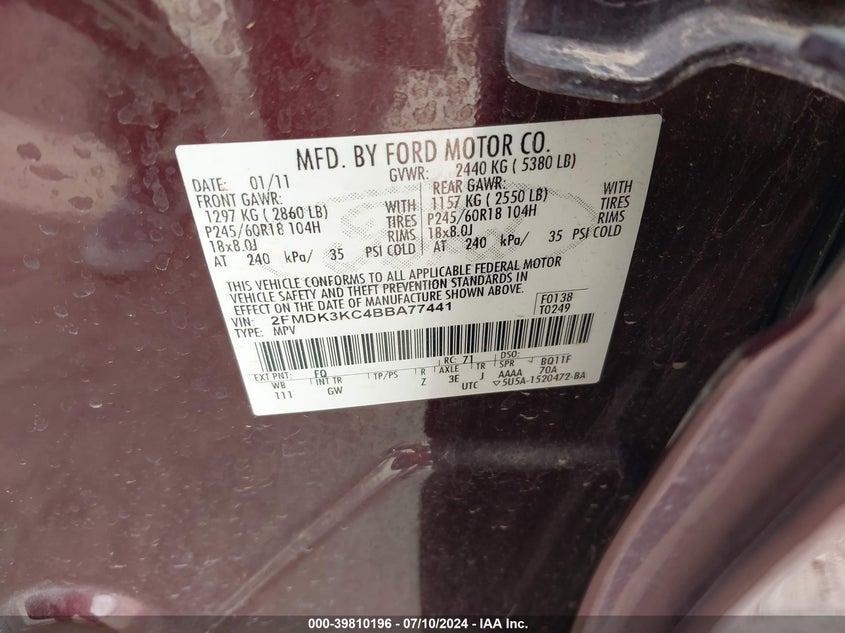 MFD. BY FORD MOTOR CO.
DATE: 01/11 GVWR: 2440 KG ( 5380 LB)
FRONT GAWR: REAR GAWR:
1297 KG ( 2860 LB) WITH 1157 KG ( 2550 LB) WITH
P245/60R18 104H TIRES P245/60R18 104H TIRES
18x8.0J RIMS 18x8.0J RIMS
AT 240 kPa/ 35 PSI COLD AT 240 kPa/ 35 PSI COLD
THIS VEHICLE CONFORMS TO ALL APPLICABLE FEDERAL MOTOR
VEHICLE SAFETY AND THEFT PREVENTION STANDARDS IN
EFFECT ON THE DATE OF MANUFACTURE SHOWN ABOVE.
VIN: 2FMDK3KC4BBA77441 F0138
TYPE: MPV T0249
EXT PNT: FQ RC: Z1 DSO: BQ11F
WB INT TR TP/PS R AXLE TR SPR 70A
111 GW Z 3E J AAAA
UTC ▽5U5A-1520472-BA
000-39810196 - 07/10/2024 - IAA Inc.